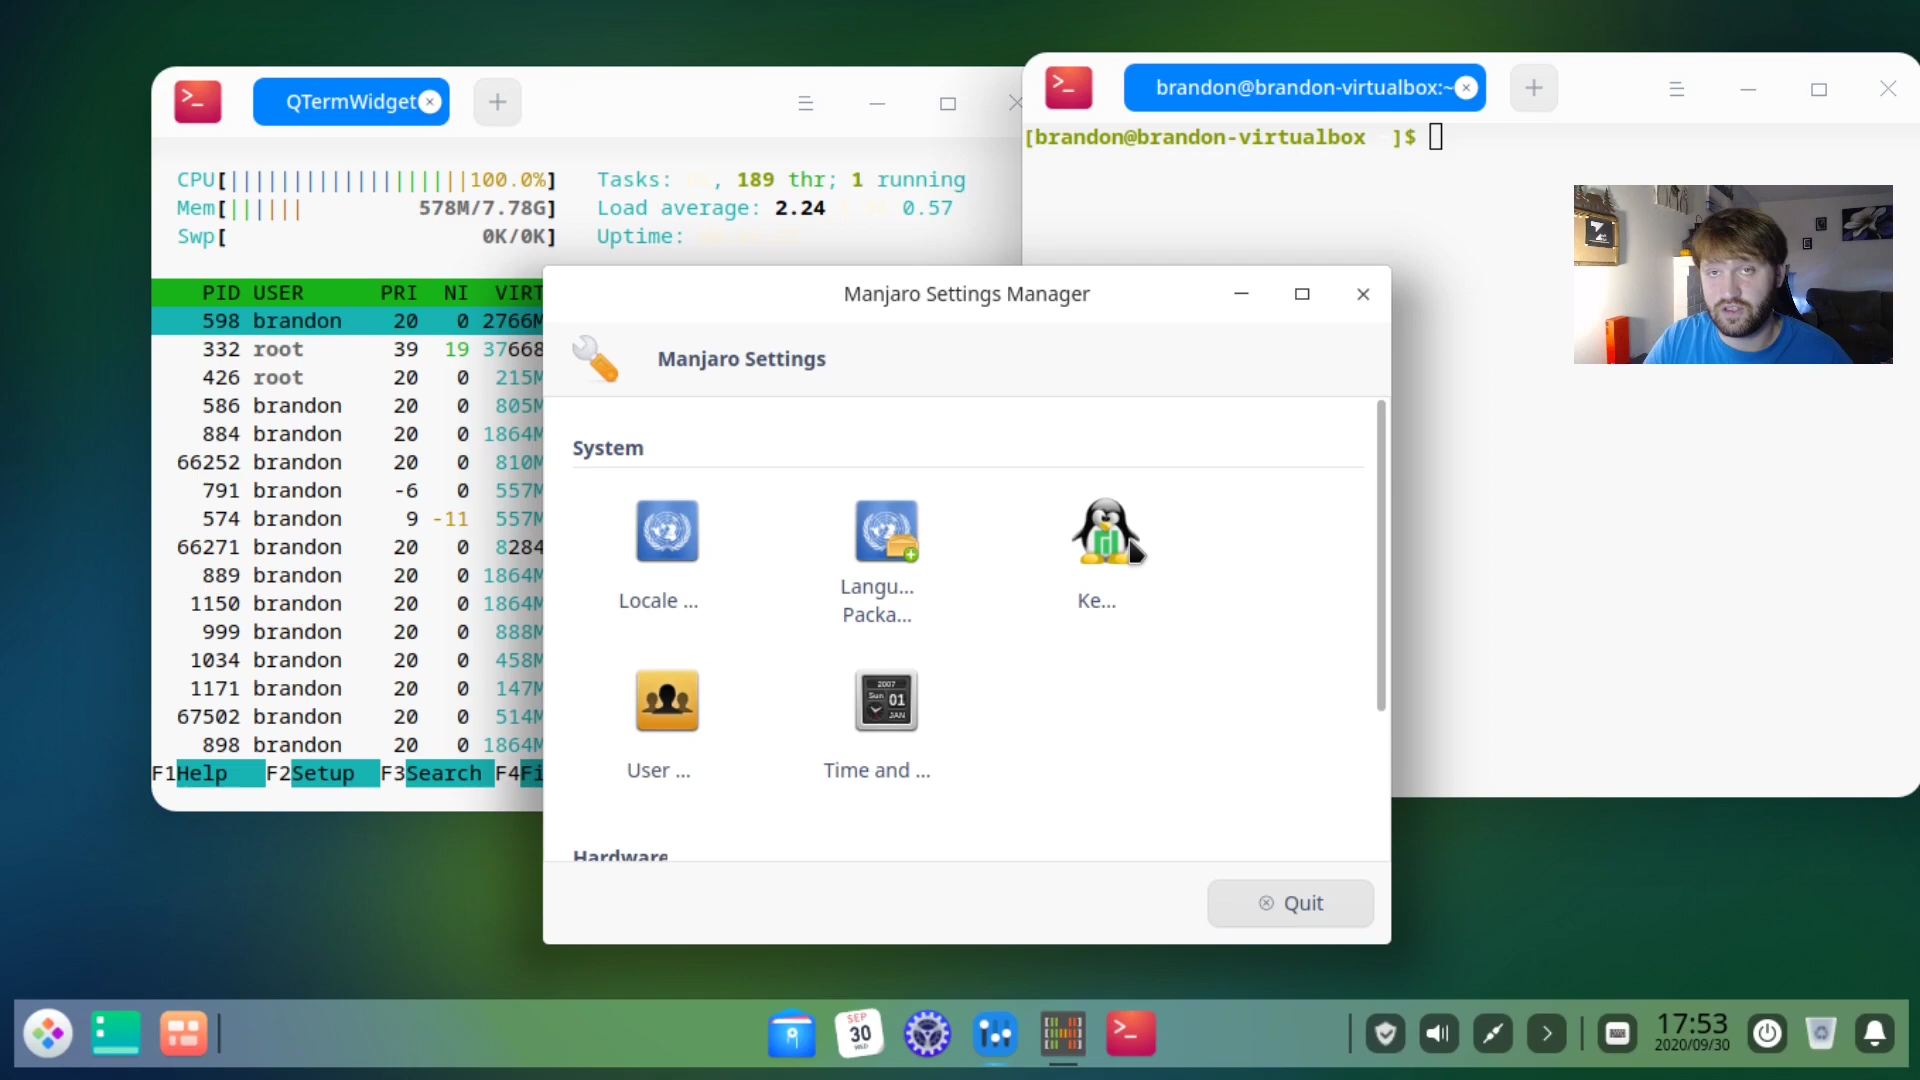 QTermWidget
brandon@brandon-virtualbox:~
[brandon@brandon-virtualbox ]$
CPU[||||||||||||||||||||100.0%]
Mem[|||||| 578M/7.78G]
Swp[ 0K/0K]
Tasks: , 189 thr; 1 running
Load average: 2.24 0.57
Uptime:
PID USER PRI NI VIRT
598 brandon 20 0 2766M
332 root 39 19 37668
426 root 20 0 215M
586 brandon 20 0 805M
884 brandon 20 0 1864M
66252 brandon 20 0 810M
791 brandon -6 0 557M
574 brandon 9 -11 557M
66271 brandon 20 0 8284
889 brandon 20 0 1864M
1150 brandon 20 0 1864M
999 brandon 20 0 888M
1034 brandon 20 0 458M
1171 brandon 20 0 147M
67502 brandon 20 0 514M
898 brandon 20 0 1864M
F1Help F2Setup F3Search F4Fi
Manjaro Settings Manager
Manjaro Settings
System
Locale ...
Langu...
Packa...
Ke...
2007
Sun 01
JAN
User ...
Time and ...
Hardware
Quit
SEP
30
WED
17:53
2020/09/30